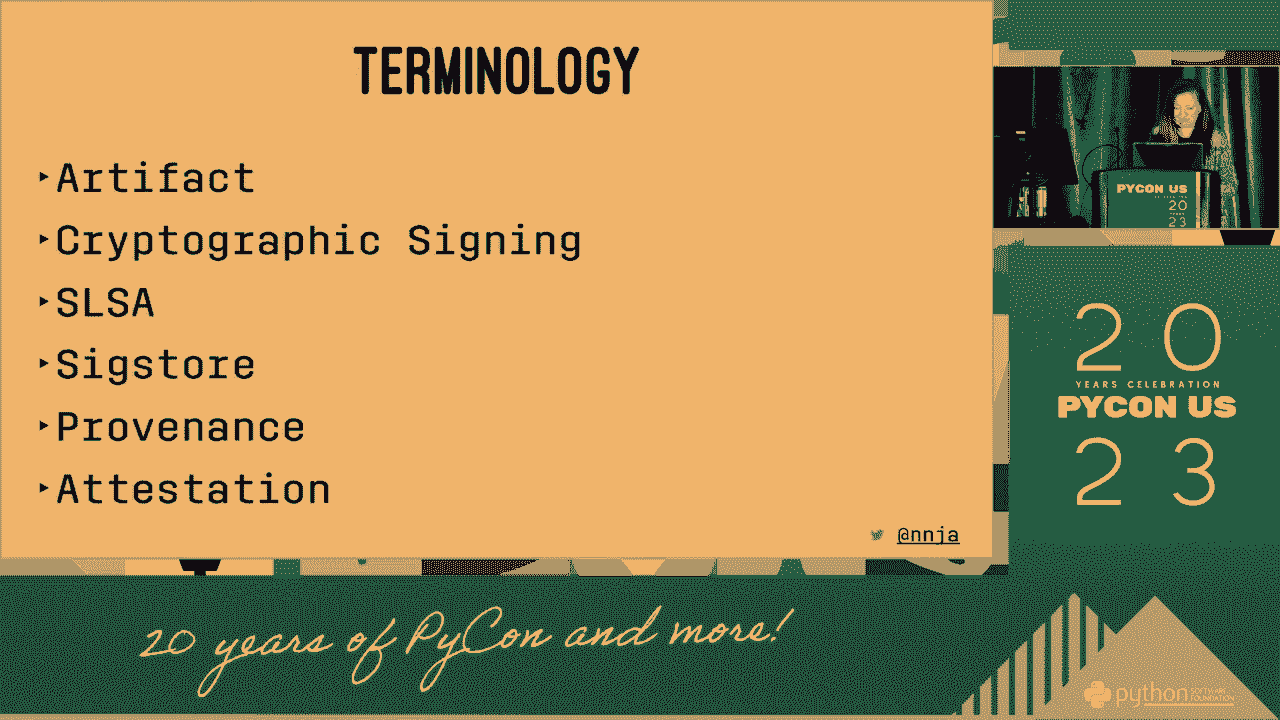 TERMINOLOGY
‣Artifact
‣Cryptographic Signing
‣SLSA
‣Sigstore
‣Provenance
‣Attestation
@nnja
PYCON US
20
23
20
YEARS CELEBRATION
PYCON US
23
20 years of PyCon and more!
python
SOFTWARE
FOUNDATION